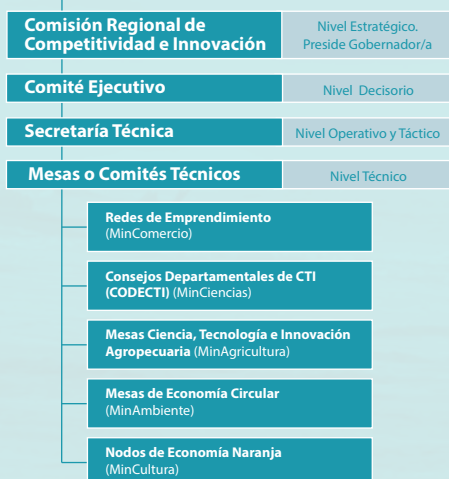 Comisión Regional de
Competitividad e Innovación
Nivel Estratégico.
Preside Gobernador/a
Comité Ejecutivo
Nivel Decisorio
Secretaría Técnica
Nivel Operativo y Táctico
Mesas o Comités Técnicos
Nivel Técnico
Redes de Emprendimiento
(MinComercio)
Consejos Departamentales de CTI
(CODECTI) (MinCiencias)
Mesas Ciencia, Tecnología e Innovación
Agropecuaria (MinAgricultura)
Mesas de Economía Circular
(MinAmbiente)
Nodos de Economía Naranja
(MinCultura)